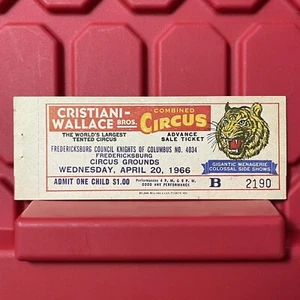 CRISTIANI-
WALLACE BROS.
COMBINED
CIRCUS
THE WORLD'S LARGEST
TENTED CIRCUS
ADVANCE
SALE TICKET
FREDERICKSBURG COUNCIL KNIGHTS OF COLUMBUS NO. 4034
FREDERICKSBURG
CIRCUS GROUNDS
WEDNESDAY, APRIL 20, 1966
ADMIT ONE CHILD $1.00
GOOD ANY PERFORMANCE
GIGANTIC MENAGERIE
COLOSSAL SIDE SHOWS
B 2190